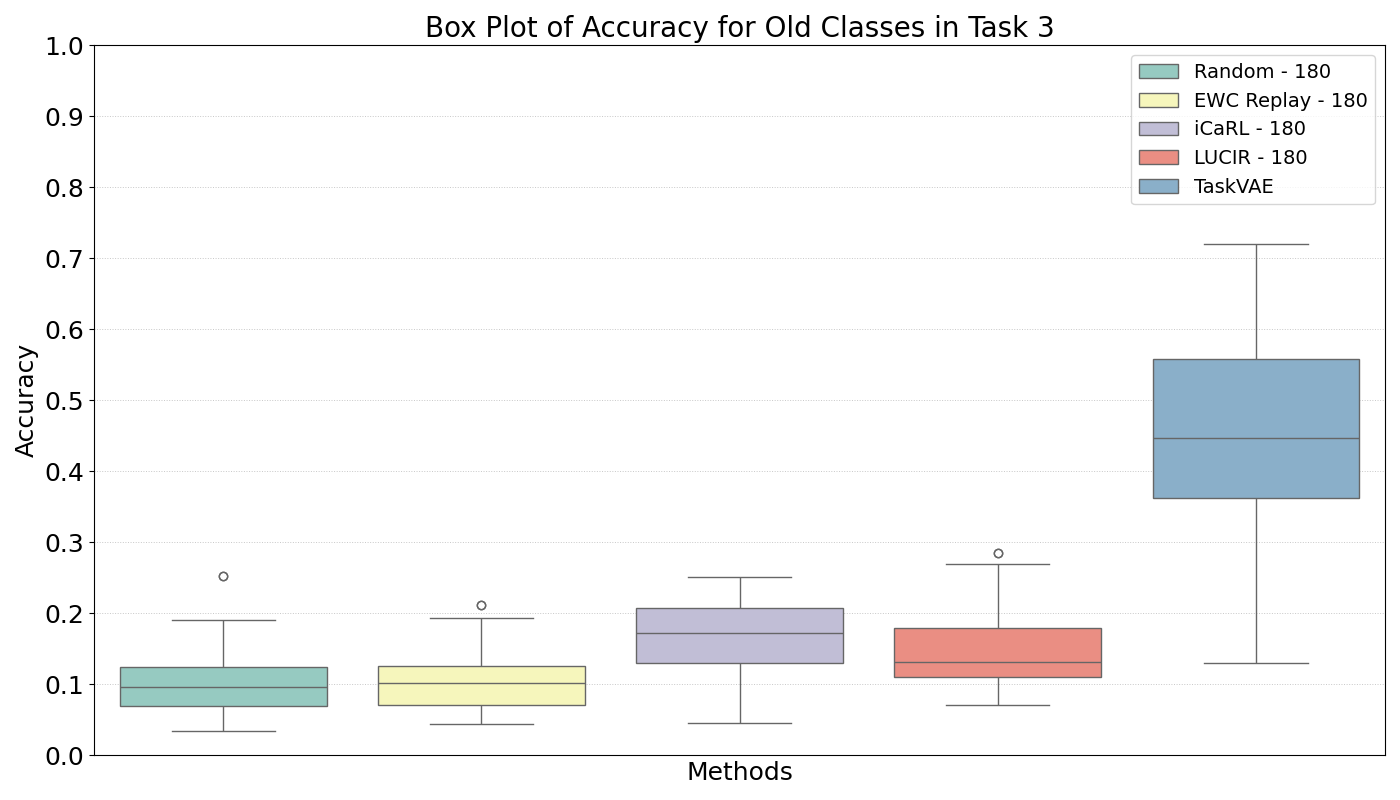 Box Plot of Accuracy for Old Classes in Task 3
1.0
0.9
0.8
0.7
0.6
0.5
0.4
0.3
0.2
0.1
0.0
Accuracy
Methods
Random - 180
EWC Replay - 180
iCaRL - 180
LUCIR - 180
TaskVAE